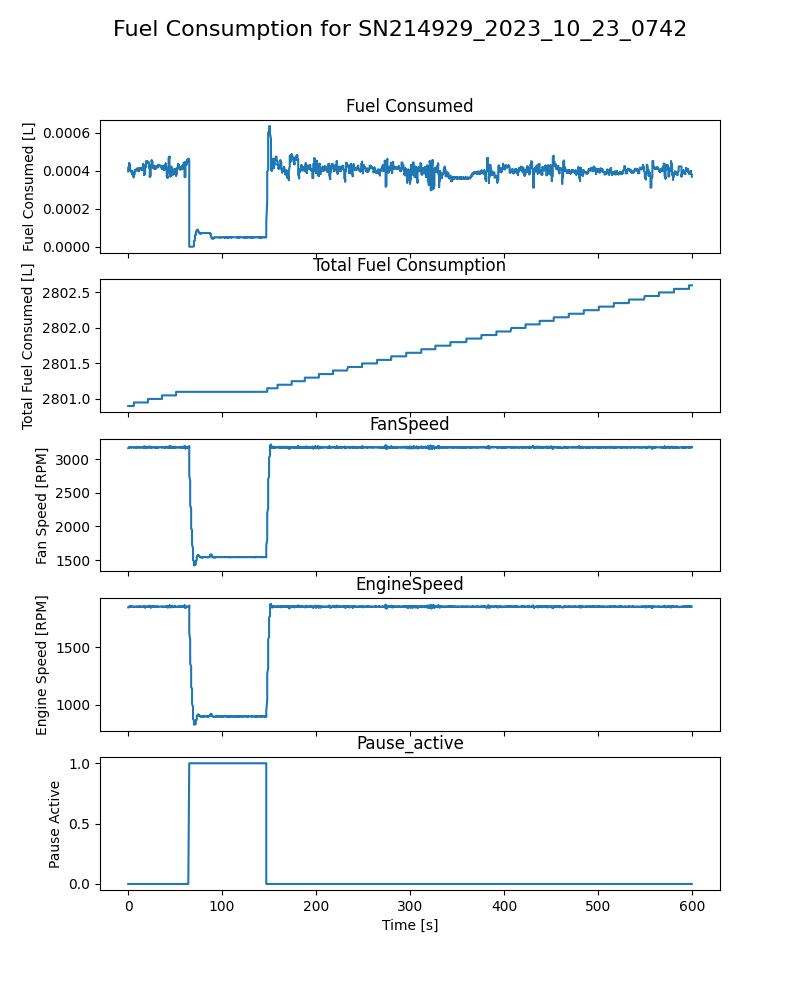 Fuel Consumption for SN214929_2023_10_23_0742
Fuel Consumed
Fuel Consumed [L]
0.0006
0.0004
0.0002
0.0000
Total Fuel Consumption
Total Fuel Consumed [L]
2802.5
2802.0
2801.5
2801.0
FanSpeed
Fan Speed [RPM]
3000
2500
2000
1500
EngineSpeed
Engine Speed [RPM]
1500
1000
Pause_active
Pause Active
1.0
0.5
0.0
0 100 200 300 400 500 600
Time [s]